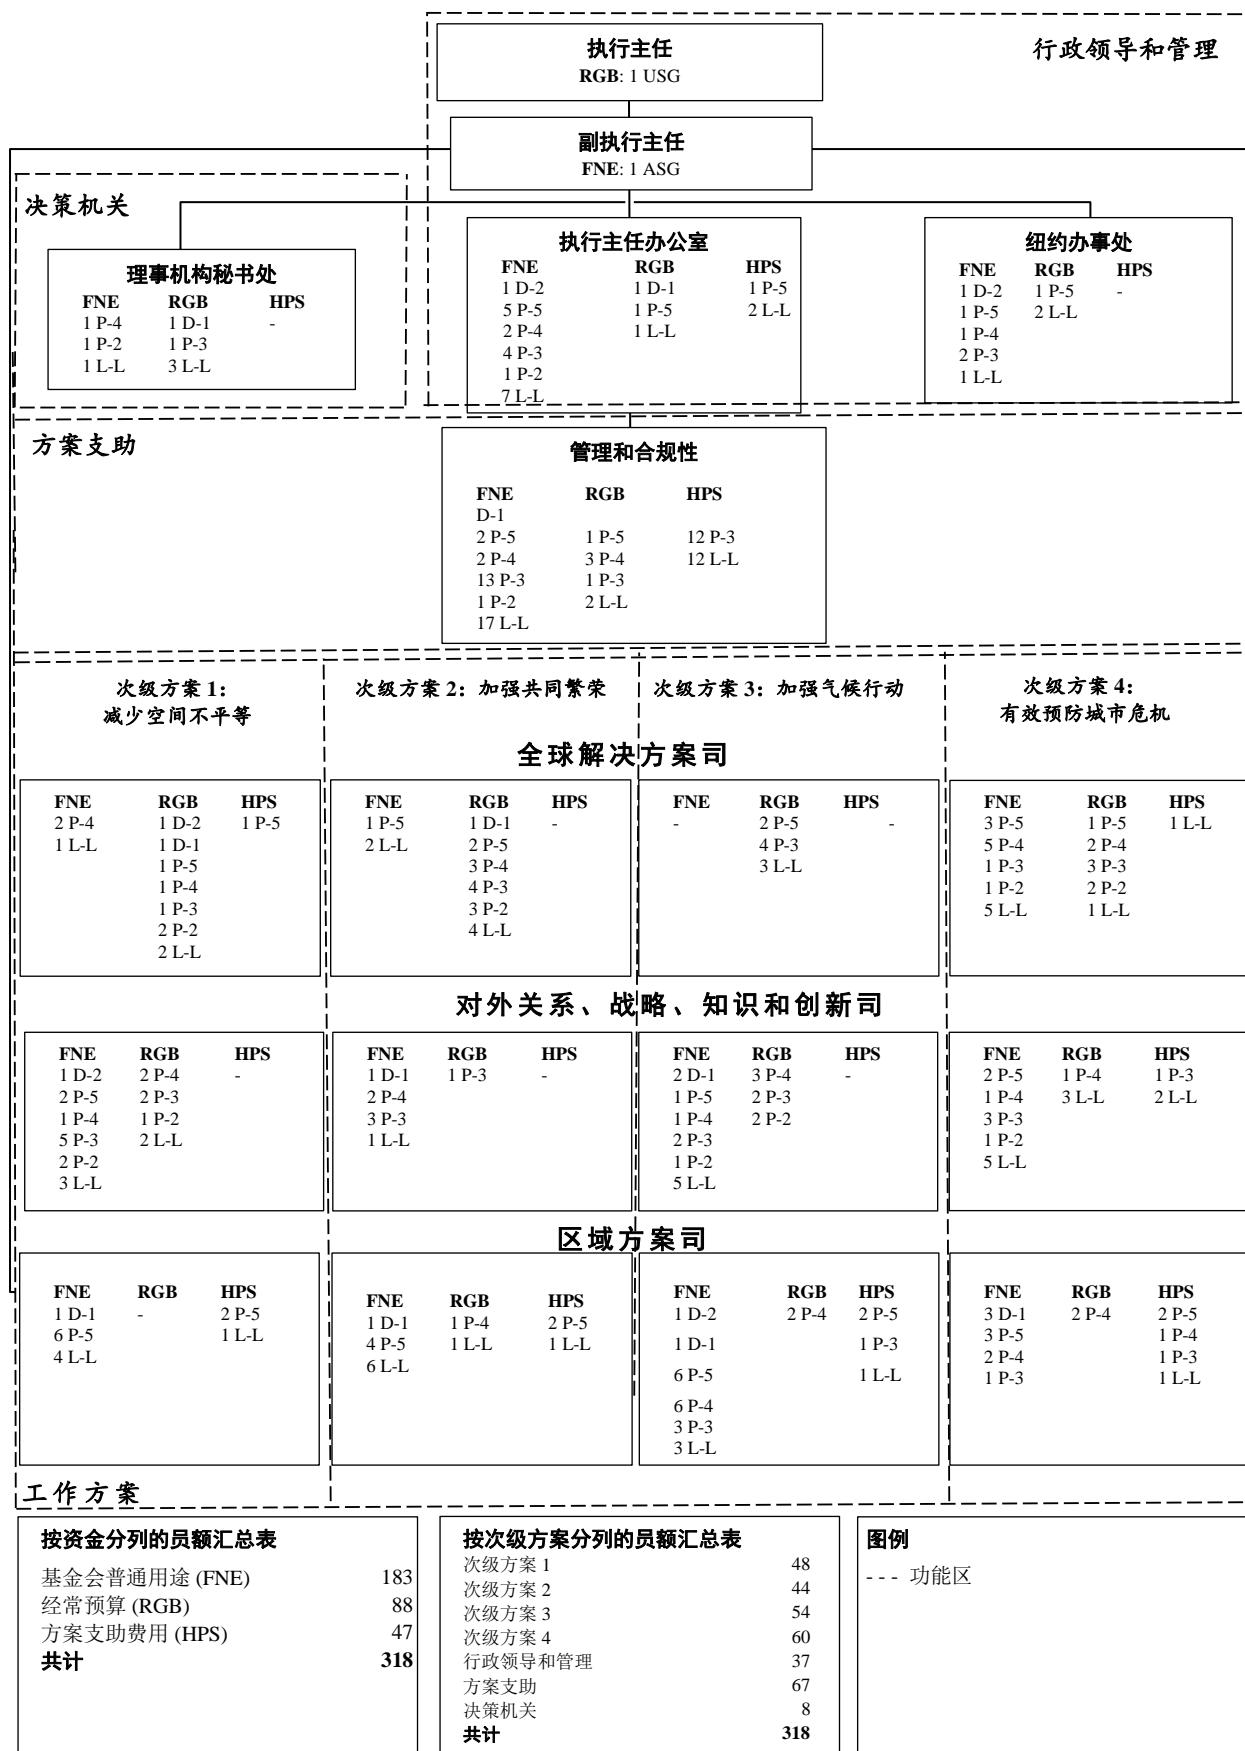 行政领导和管理
执行主任
RGB: 1 USG
副执行主任
FNE: 1 ASG
决策机关
理事机构秘书处
FNE RGB HPS
1 P-4 1 D-1 -
1 P-2 1 P-3
1 L-L 3 L-L
执行主任办公室
FNE RGB HPS
1 D-2 1 D-1 1 P-5
5 P-5 1 P-5 2 L-L
2 P-4 1 L-L
4 P-3
1 P-2
7 L-L
纽约办事处
FNE RGB HPS
1 D-2 1 P-5 -
1 P-5 2 L-L
1 P-4
2 P-3
1 L-L
方案支助
管理和合规性
FNE RGB HPS
D-1
2 P-5 1 P-5 12 P-3
2 P-4 3 P-4 12 L-L
13 P-3 1 P-3
1 P-2 2 L-L
17 L-L
次级方案 1：
减少空间不平等
次级方案 2：加强共同繁荣
次级方案 3：加强气候行动
次级方案 4：
有效预防城市危机
全球解决方案司
FNE RGB HPS
2 P-4 1 D-2 1 P-5
1 L-L 1 D-1
1 P-5
1 P-4
1 P-3
2 P-2
2 L-L
FNE RGB HPS
1 P-5 1 D-1 -
2 L-L 2 P-5
3 P-4
4 P-3
3 P-2
4 L-L
FNE RGB HPS
- 2 P-5 -
4 P-3
3 L-L
FNE RGB HPS
3 P-5 1 P-5 1 L-L
5 P-4 2 P-4
1 P-3 3 P-3
1 P-2 2 P-2
5 L-L 1 L-L
对外关系、战略、知识和创新司
FNE RGB HPS
1 D-2 2 P-4 -
2 P-5 2 P-3
1 P-4 1 P-2
5 P-3 2 L-L
2 P-2
3 L-L
FNE RGB HPS
1 D-1 1 P-3 -
2 P-4
3 P-3
1 L-L
FNE RGB HPS
2 D-1 3 P-4 -
1 P-5 2 P-3
1 P-4 2 P-2
2 P-3
1 P-2
5 L-L
FNE RGB HPS
2 P-5 1 P-4 1 P-3
1 P-4 3 L-L 2 L-L
3 P-3
1 P-2
5 L-L
区域方案司
FNE RGB HPS
1 D-1 - 2 P-5
6 P-5 1 L-L
4 L-L
FNE RGB HPS
1 D-1 1 P-4 2 P-5
4 P-5 1 L-L 1 L-L
6 L-L
FNE RGB HPS
1 D-2 2 P-4 2 P-5
1 D-1 1 P-3
6 P-5 1 L-L
6 P-4
3 P-3
3 L-L
FNE RGB HPS
3 D-1 2 P-4 2 P-5
3 P-5 1 P-4
2 P-4 1 P-3
1 P-3 1 L-L
工作方案
按资金分列的员额汇总表
基金会普通用途 (FNE) 183
经常预算 (RGB) 88
方案支助费用 (HPS) 47
共计 318
按次级方案分列的员额汇总表
次级方案 1 48
次级方案 2 44
次级方案 3 54
次级方案 4 60
行政领导和管理 37
方案支助 67
决策机关 8
共计 318
图例
- - - 功能区